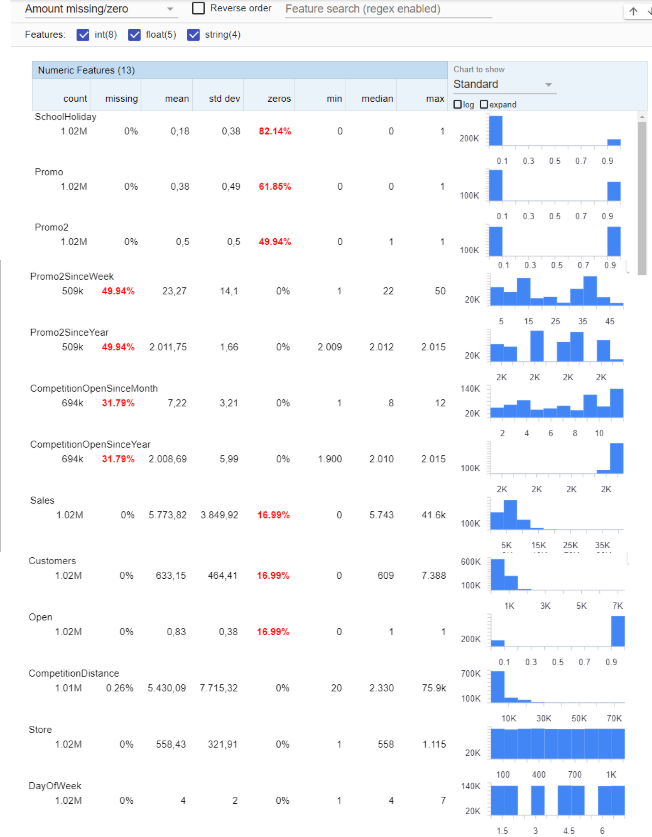 Amount missing/zero Reverse order Feature search (regex enabled)
Features: int(8) float(5) string(4)
Numeric Features (13) Chart to show
Standard
count missing mean std dev zeros min median max log expand
SchoolHoliday
1.02M 0% 0,18 0,38 82.14% 0 0 1 200K
0.1 0.3 0.5 0.7 0.9
Promo
1.02M 0% 0,38 0,49 61.85% 0 0 1 100K
0.1 0.3 0.5 0.7 0.9
Promo2
1.02M 0% 0,5 0,5 49.94% 0 1 1 100K
0.1 0.3 0.5 0.7 0.9
Promo2SinceWeek
509k 49.94% 23,27 14,1 0% 1 22 50 20K
5 15 25 35 45
Promo2SinceYear
509k 49.94% 2.011,75 1,66 0% 2.009 2.012 2.015 20K
2K 2K 2K 2K
CompetitionOpenSinceMonth 140K
694k 31.79% 7,22 3,21 0% 1 8 12 20K
2 4 6 8 10
CompetitionOpenSinceYear
694k 31.79% 2.008,69 5,99 0% 1.900 2.010 2.015 100K
2K 2K 2K 2K
Sales
1.02M 0% 5.773,82 3.849,92 16.99% 0 5.743 41.6k 100K
5K 15K 25K 35K
Customers 600K
1.02M 0% 633,15 464,41 16.99% 0 609 7.388 100K
1K 3K 5K 7K
Open
1.02M 0% 0,83 0,38 16.99% 0 1 1 200K
0.1 0.3 0.5 0.7 0.9
CompetitionDistance 700K
1.01M 0.26% 5.430,09 7.715,32 0% 20 2.330 75.9k 100K
10K 30K 50K 70K
Store
1.02M 0% 558,43 321,91 0% 1 558 1.115 20K
100 400 700 1K
DayOfWeek 140K
1.02M 0% 4 2 0% 1 4 7 20K
1.5 3 4.5 6